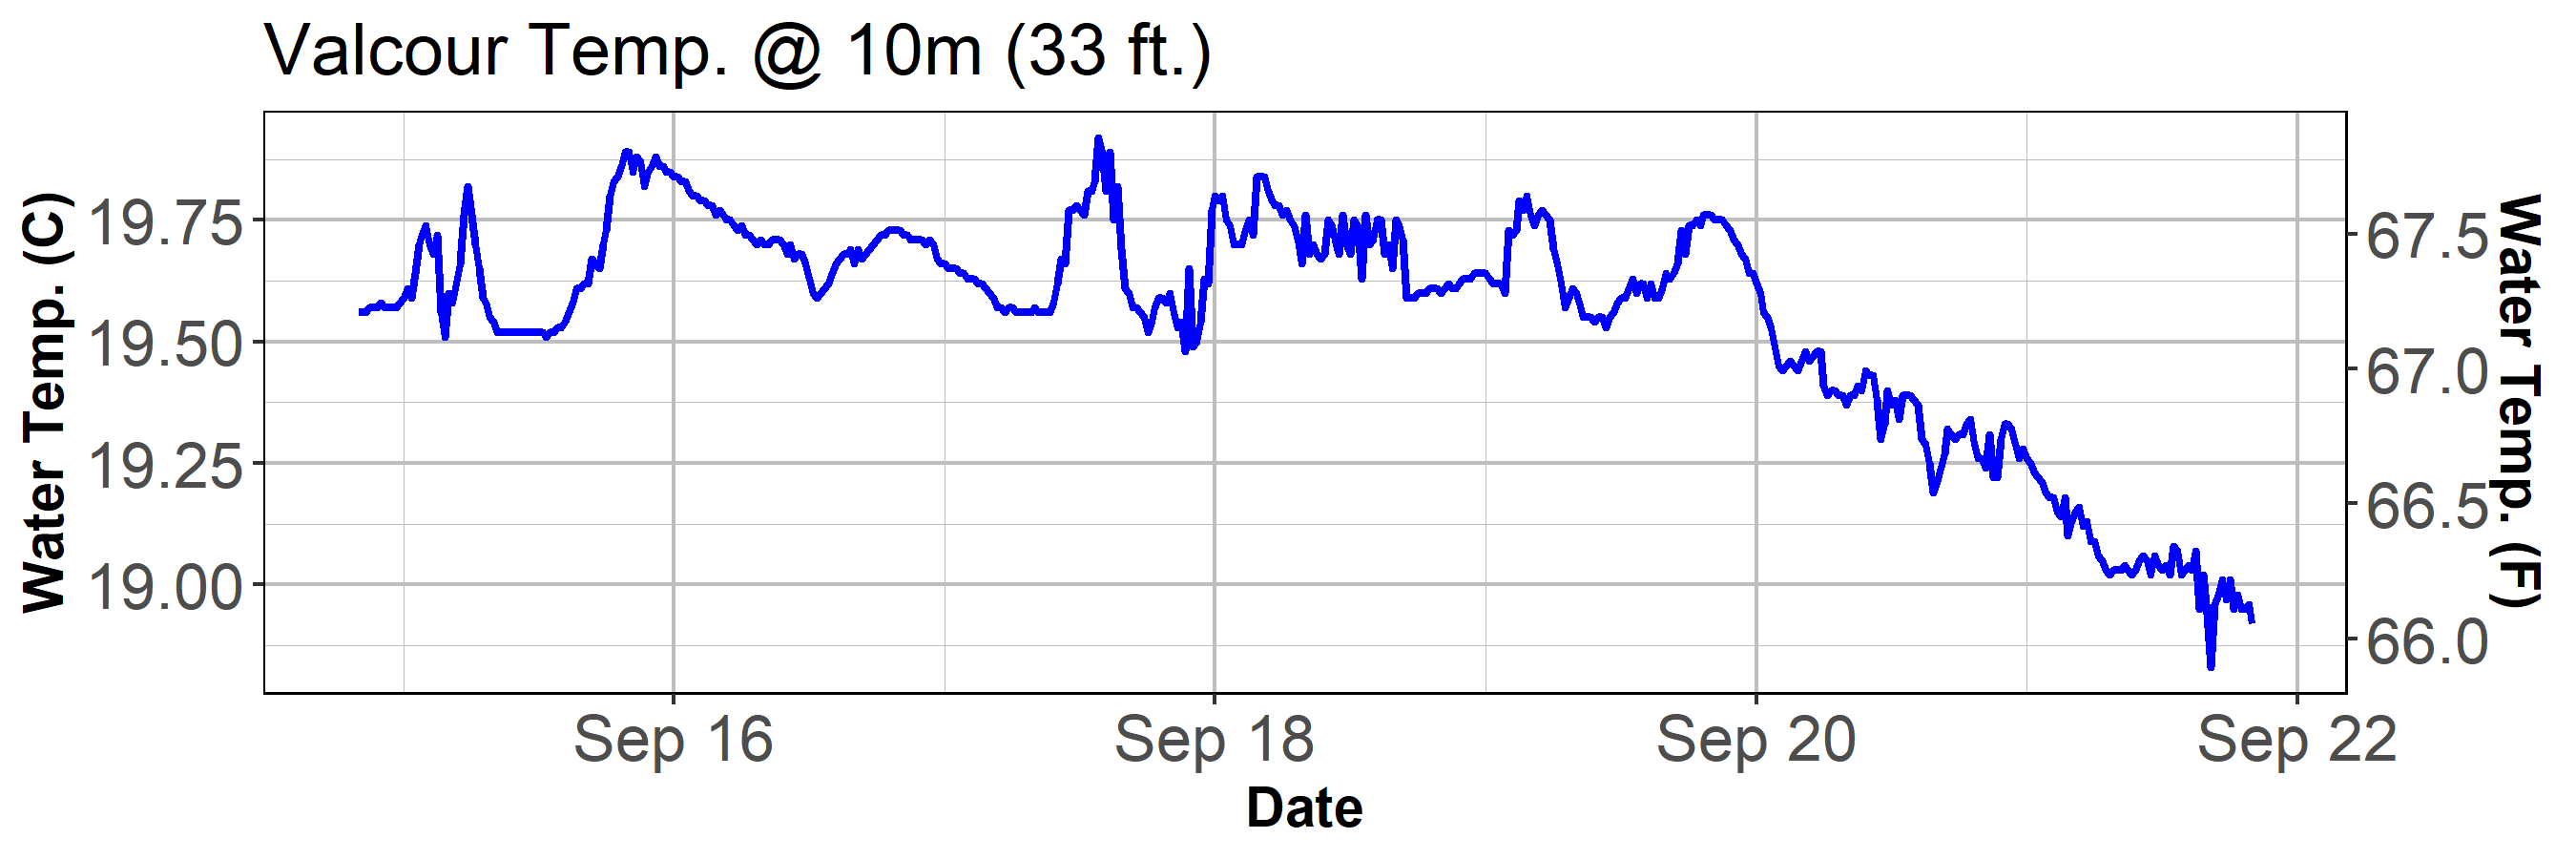 Valcour Temp. @ 10m (33 ft.)
Water Temp. (C)
19.75
19.50
19.25
19.00
67.5
67.0
66.5
66.0
Water Temp. (F)
Sep 16
Sep 18
Sep 20
Sep 22
Date